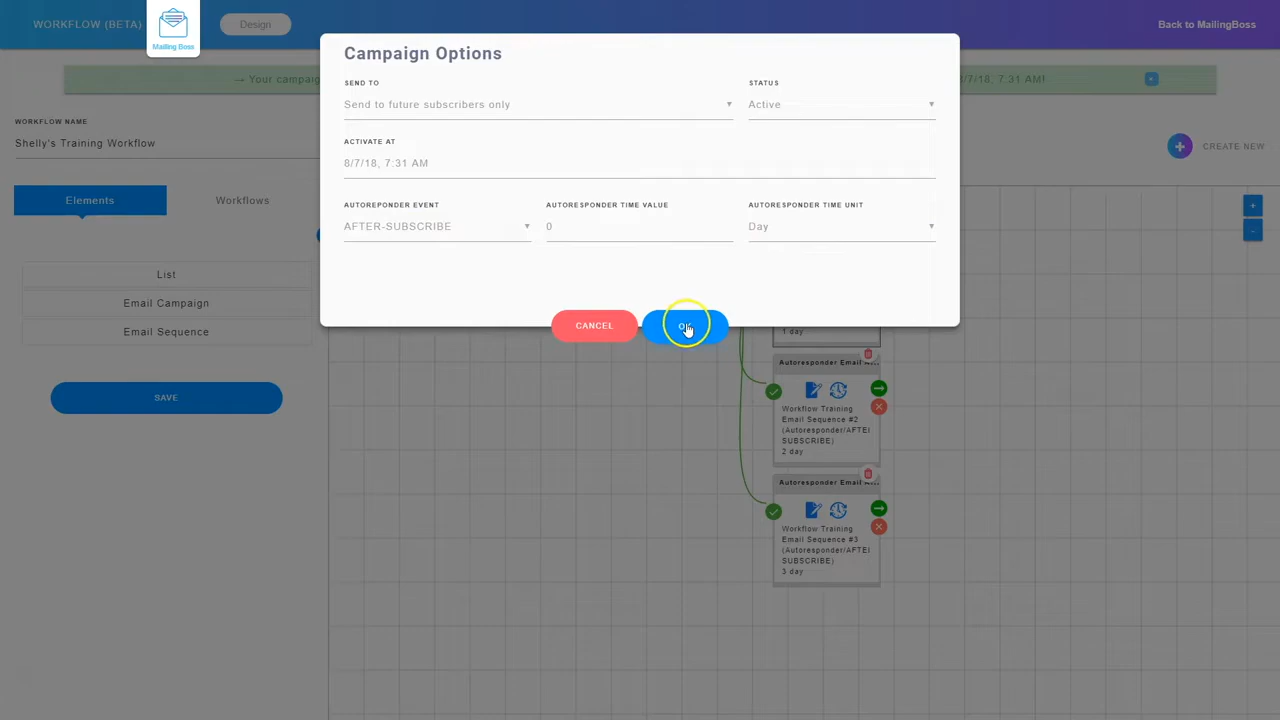 WORKFLOW (BETA)
Mailing Boss
Design
Back to MailingBoss
→ Your campaig
8/7/18, 7:31 AM!
Campaign Options
SEND TO
STATUS
Send to future subscribers only
Active
ACTIVATE AT
8/7/18, 7:31 AM
AUTOREPONDER EVENT
AUTORESPONDER TIME VALUE
AUTORESPONDER TIME UNIT
AFTER-SUBSCRIBE
0
Day
CANCEL
WORKFLOW NAME
Shelly's Training Workflow
CREATE NEW
Elements
Workflows
+
-
List
Email Campaign
Email Sequence
SAVE
1 day
Autoresponder Email A...
Workflow Training
Email Sequence #2
(Autoresponder/AFTEI
SUBSCRIBE)
2 day
Autoresponder Email A...
Workflow Training
Email Sequence #3
(Autoresponder/AFTEI
SUBSCRIBE)
3 day